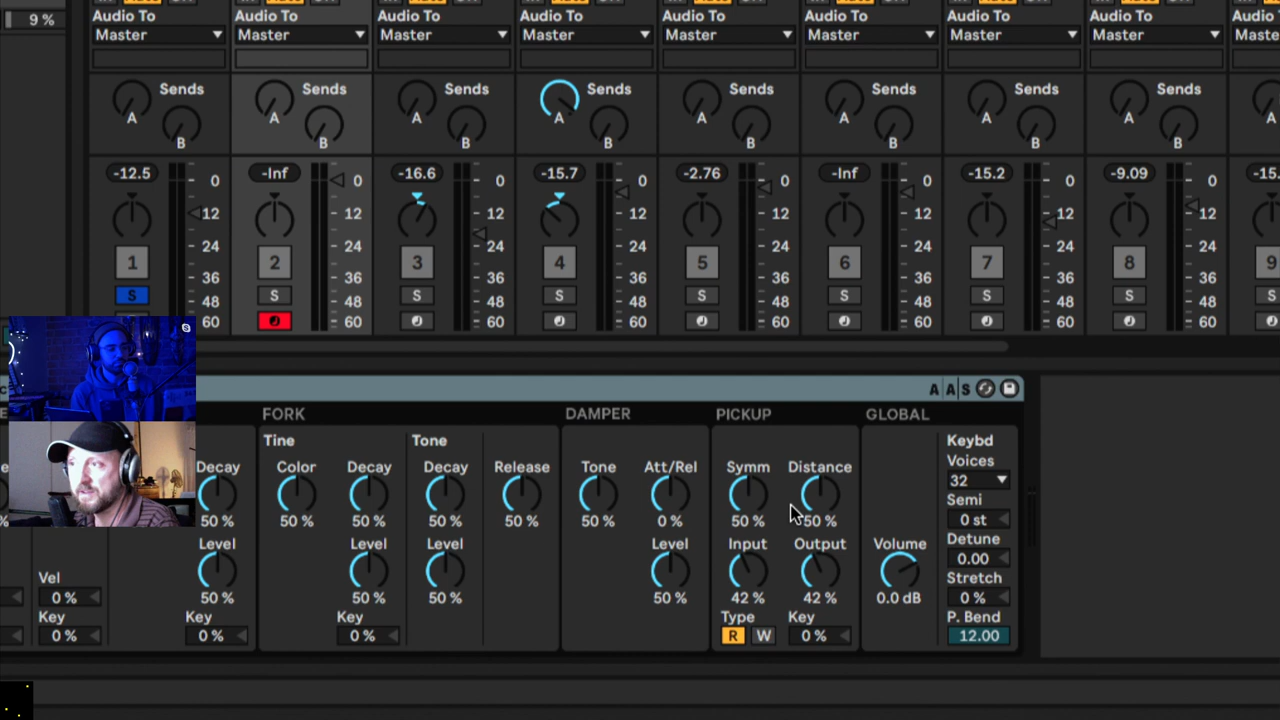 9 %
Audio To Audio To Audio To Audio To Audio To Audio To Audio To Audio To Audio
Master Master Master Master Master Master Master Master Mas
Sends Sends Sends Sends Sends Sends Sends Sends
A A A A A A A A
B B B B B B B B
-12.5 0 -Inf 0 -16.6 0 -15.7 0 -2.76 0 -Inf 0 -15.2 0 -9.09 0 -15.
12 12 12 12 12 12 12 12
24 24 24 24 24 24 24 24
1 2 3 4 5 6 7 8 9
36 36 36 36 36 36 36 36
S S S S S S S S S
48 48 48 48 48 48 48 48
60 60 60 60 60 60 60 60
A A S
FORK DAMPER PICKUP GLOBAL
Tine Tone Keybd
Voices
Decay Color Decay Decay Release Tone Att/Rel Symm Distance
32
Semi
50 % 50 % 50 % 50 % 50 % 50 % 0 % 50 % 50 % 0 st
Detune
Level Level Level Level Input Output Volume
0.00
Vel Stretch
0 % 50 % 50 % 50 % 50 % 42 % 42 % 0.0 dB 0 %
Key Key Key Type Key P. Bend
0 % 0 % 0 % R W 0 % 12.00